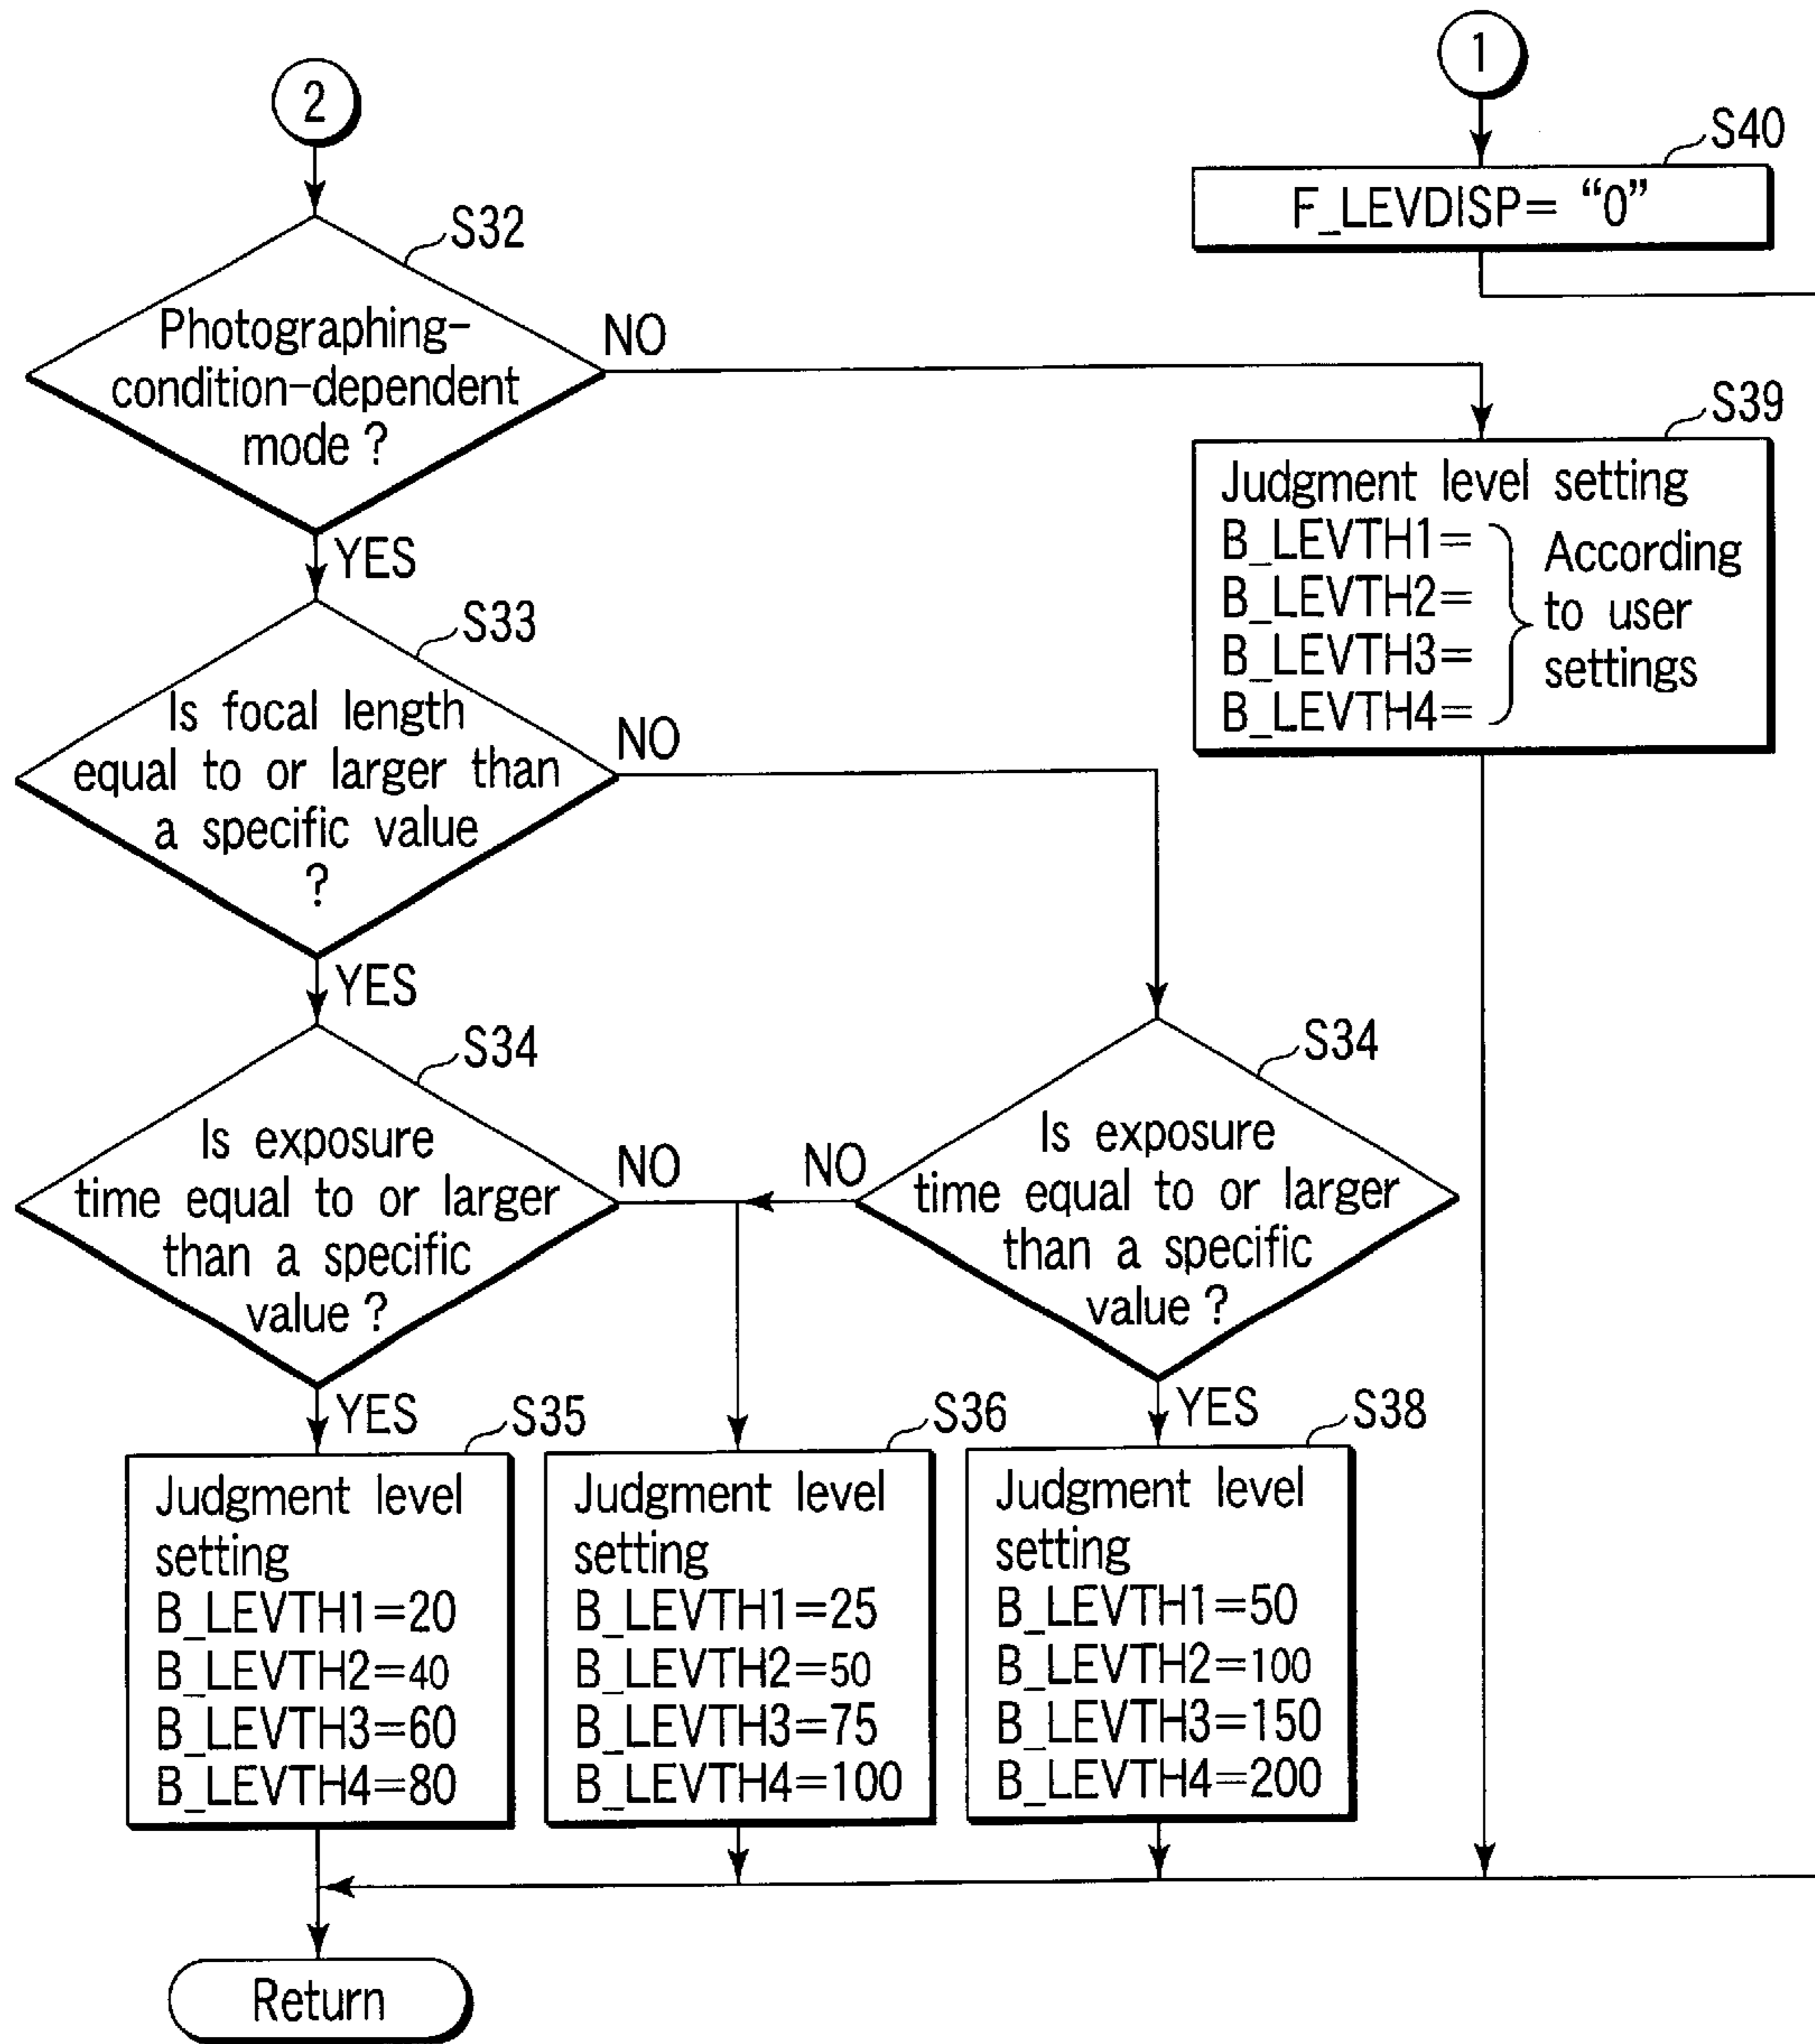 2
S32
Photographing-
condition-dependent
mode ?
NO
YES
S33
Is focal length
equal to or larger than
a specific value
?
NO
YES
S34
Is exposure
time equal to or larger
than a specific
value ?
NO
YES
S34
Is exposure
time equal to or larger
than a specific
value ?
NO
YES
S35
Judgment level
setting
B_LEVTH1=20
B_LEVTH2=40
B_LEVTH3=60
B_LEVTH4=80
S36
Judgment level
setting
B_LEVTH1=25
B_LEVTH2=50
B_LEVTH3=75
B_LEVTH4=100
S38
Judgment level
setting
B_LEVTH1=50
B_LEVTH2=100
B_LEVTH3=150
B_LEVTH4=200
1
S40
F_LEVDISP= “0”
S39
Judgment level setting
B_LEVTH1=
B_LEVTH2=
B_LEVTH3=
B_LEVTH4=
According
to user
settings
Return